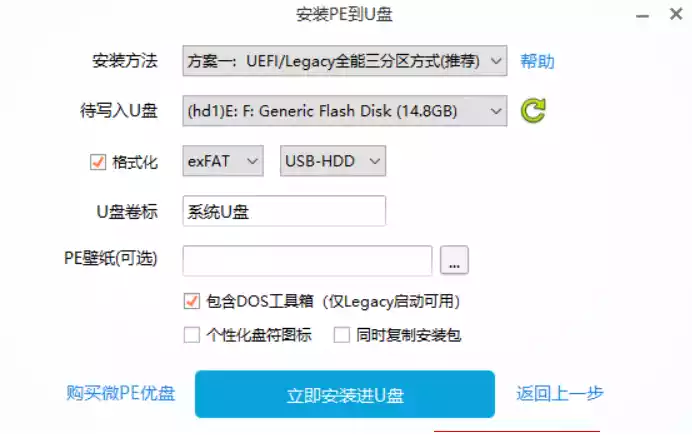 安装PE到U盘
安装方法 方案一：UEFI/Legacy全能三分区方式(推荐) 帮助
待写入U盘 (hd1)E: F: Generic Flash Disk (14.8GB)
格式化 exFAT USB-HDD
U盘卷标 系统U盘
PE壁纸(可选) ...
包含DOS工具箱（仅Legacy启动可用）
个性化盘符图标 同时复制安装包
购买微PE优盘 立即安装进U盘 返回上一步